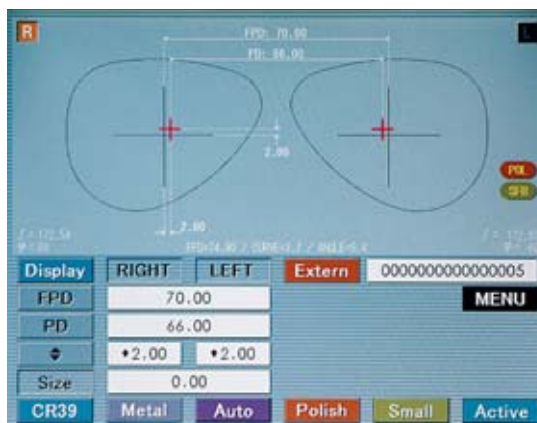 R L
FPD: 70.00
PD: 66.00
2.00
POL
2.00
Display RIGHT LEFT Extern 0000000000000005
FPD 70.00 MENU
PD 66.00
♦2.00 ♦2.00
Size 0.00
CR39 Metal Auto Polish Small Active